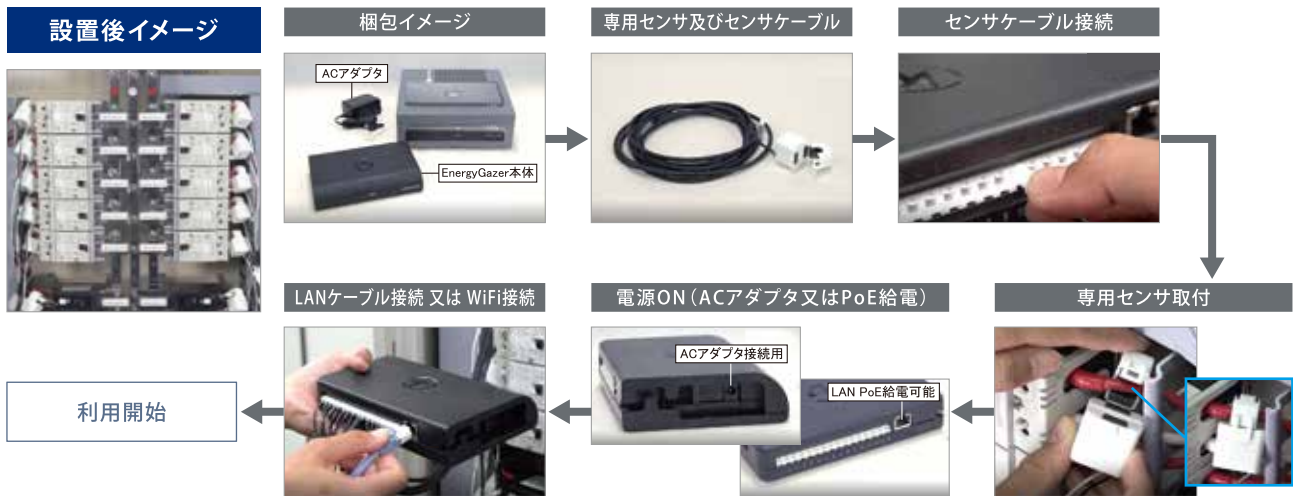 設置後イメージ
梱包イメージ
専用センサ及びセンサケーブル
センサケーブル接続
ACアダプタ
EnergyGazer本体
専用センサ取付
電源ON(ACアダプタ又はPoE給電)
LANケーブル接続 又は WiFi接続
ACアダプタ接続用
LAN PoE給電可能
利用開始